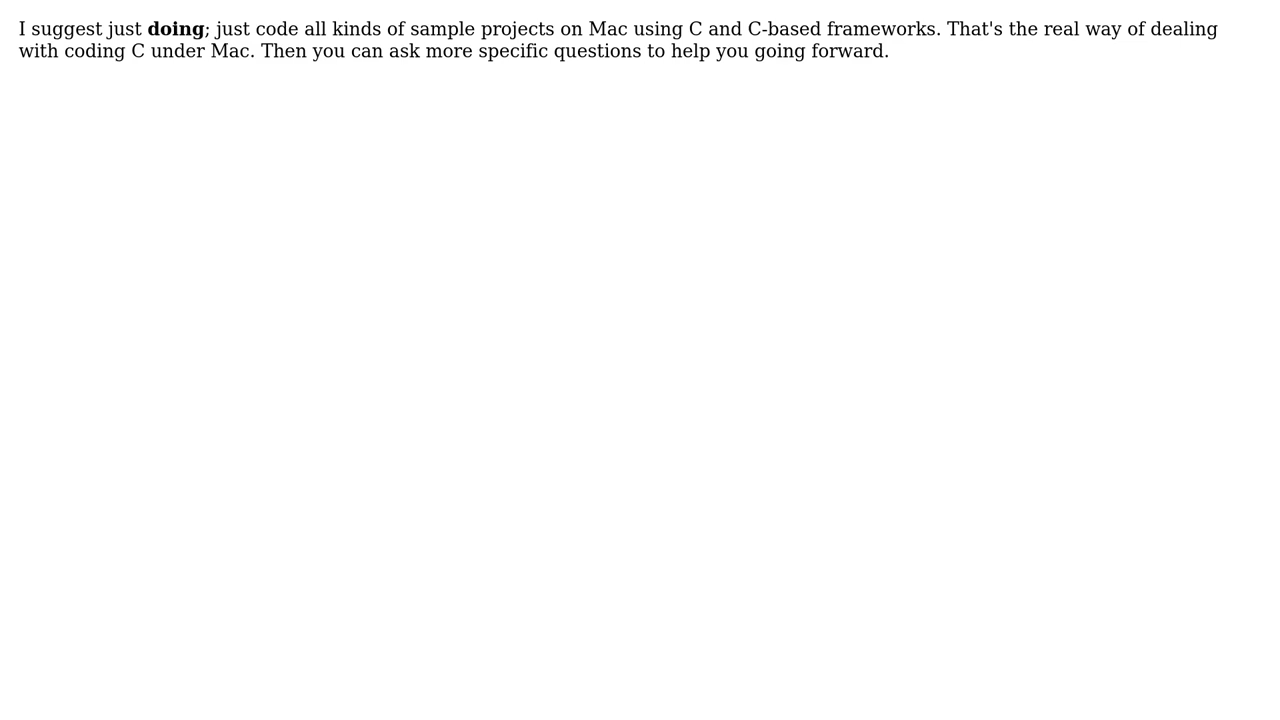 I suggest just doing; just code all kinds of sample projects on Mac using C and C-based frameworks. That's the real way of dealing
with coding C under Mac. Then you can ask more specific questions to help you going forward.